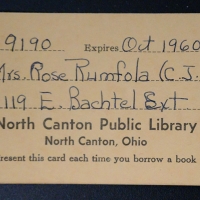 9190 Expires Oct 1960
Mrs. Rose Rumfola (C.J.
119 E. Bachtel Ext
North Canton Public Library
North Canton, Ohio
resent this card each time you borrow a book